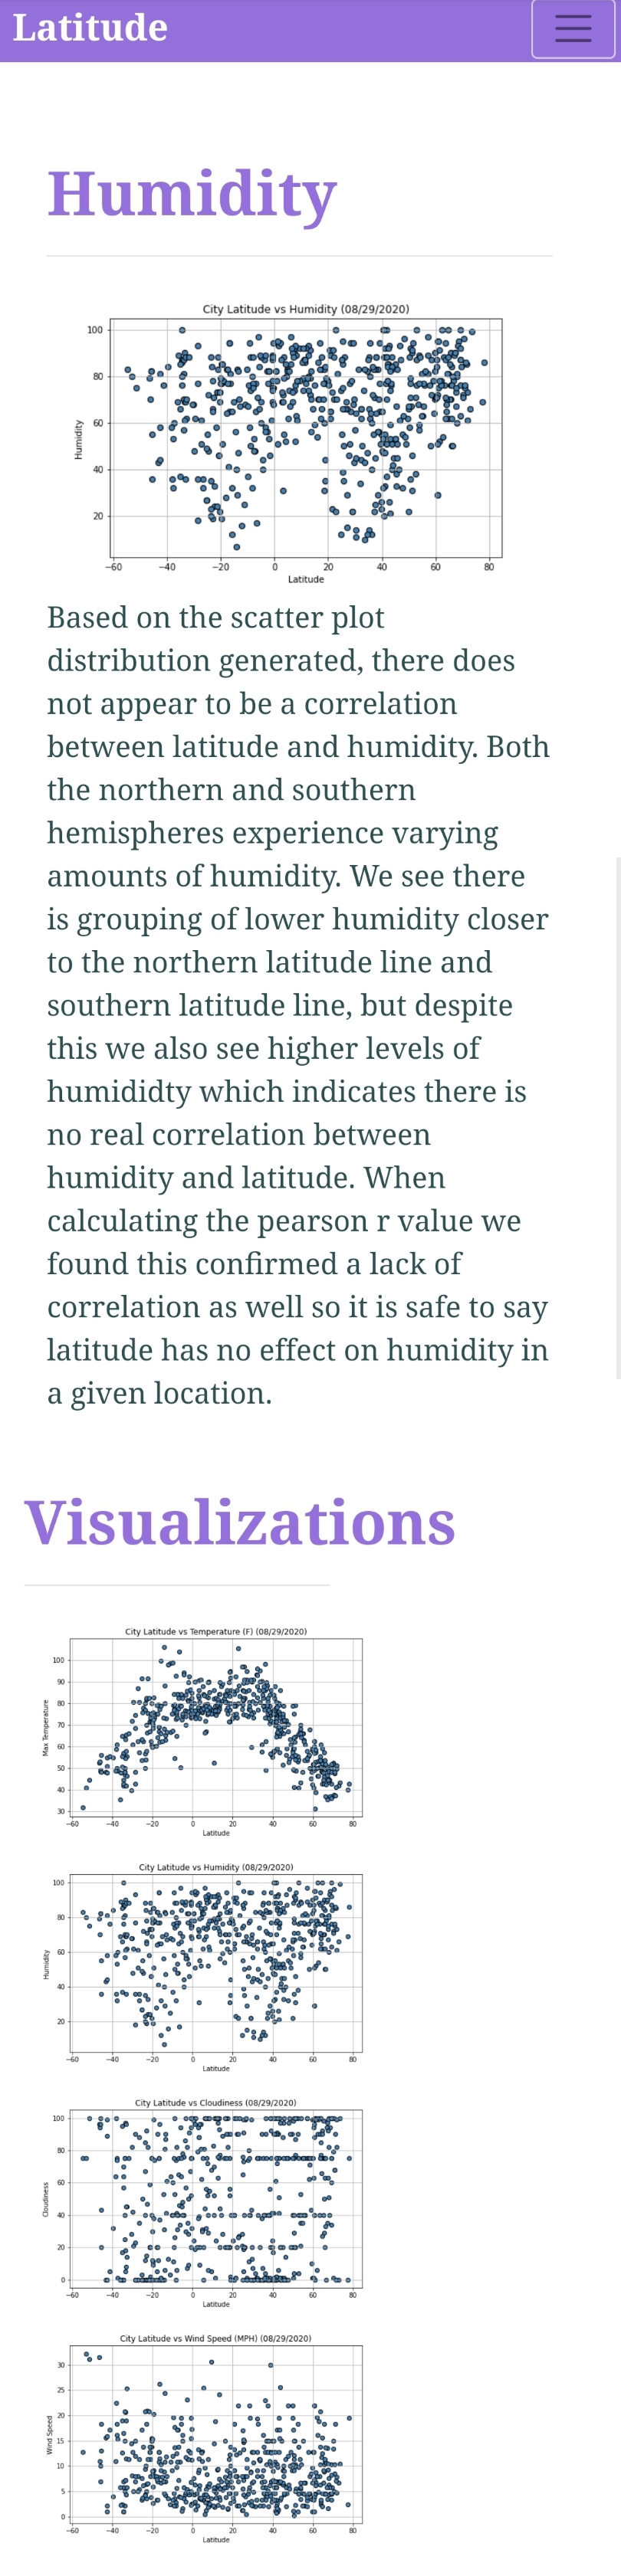 Latitude
Humidity
City Latitude vs Humidity (08/29/2020)
100
80
60
40
20
Humidity
−60 −40 −20 0 20 40 60 80
Latitude
Based on the scatter plot
distribution generated, there does
not appear to be a correlation
between latitude and humidity. Both
the northern and southern
hemispheres experience varying
amounts of humidity. We see there
is grouping of lower humidity closer
to the northern latitude line and
southern latitude line, but despite
this we also see higher levels of
humididty which indicates there is
no real correlation between
humidity and latitude. When
calculating the pearson r value we
found this confirmed a lack of
correlation as well so it is safe to say
latitude has no effect on humidity in
a given location.
Visualizations
City Latitude vs Temperature (F) (08/29/2020)
100
90
80
70
60
50
40
30
Max Temperature
−60 −40 −20 0 20 40 60 80
Latitude
City Latitude vs Humidity (08/29/2020)
100
80
60
40
20
Humidity
−60 −40 −20 0 20 40 60 80
Latitude
City Latitude vs Cloudiness (08/29/2020)
100
80
60
40
20
0
Cloudiness
−60 −40 −20 0 20 40 60 80
Latitude
City Latitude vs Wind Speed (MPH) (08/29/2020)
30
25
20
15
10
5
0
Wind Speed
−60 −40 −20 0 20 40 60 80
Latitude